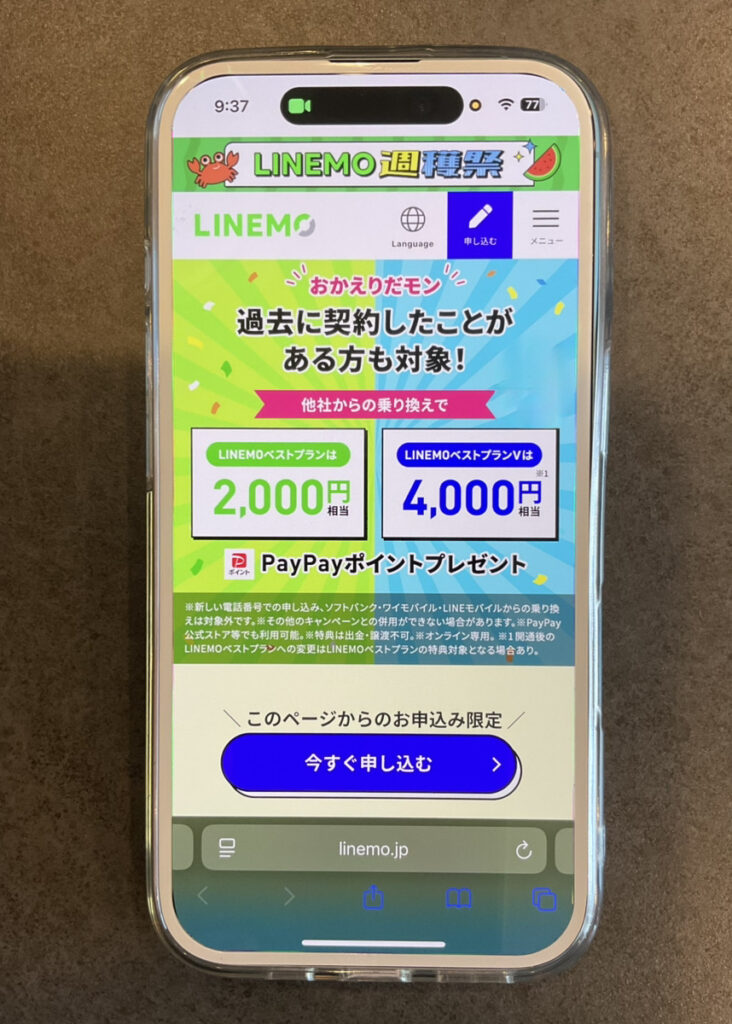 9:37
77
LINEMO週穫祭
LINEMO
Language
申し込む
メニュー
おかえりだモン
過去に契約したことが
ある方も対象!
他社からの乗り換えで
LINEMOベストプランは
2,000円相当
LINEMOベストプランVは
4,000円相当※1
ポイント
PayPayポイントプレゼント
※新しい電話番号での申し込み、ソフトバンク・ワイモバイル・LINEモバイルからの乗り換
えは対象外です。※その他のキャンペーンとの併用ができない場合があります。※PayPay
公式ストア等でも利用可能。※特典は出金・譲渡不可。※オンライン専用。※1開通後の
LINEMOベストプランへの変更はLINEMOベストプランの特典対象となる場合あり。
＼このページからのお申込み限定／
今すぐ申し込む
linemo.jp